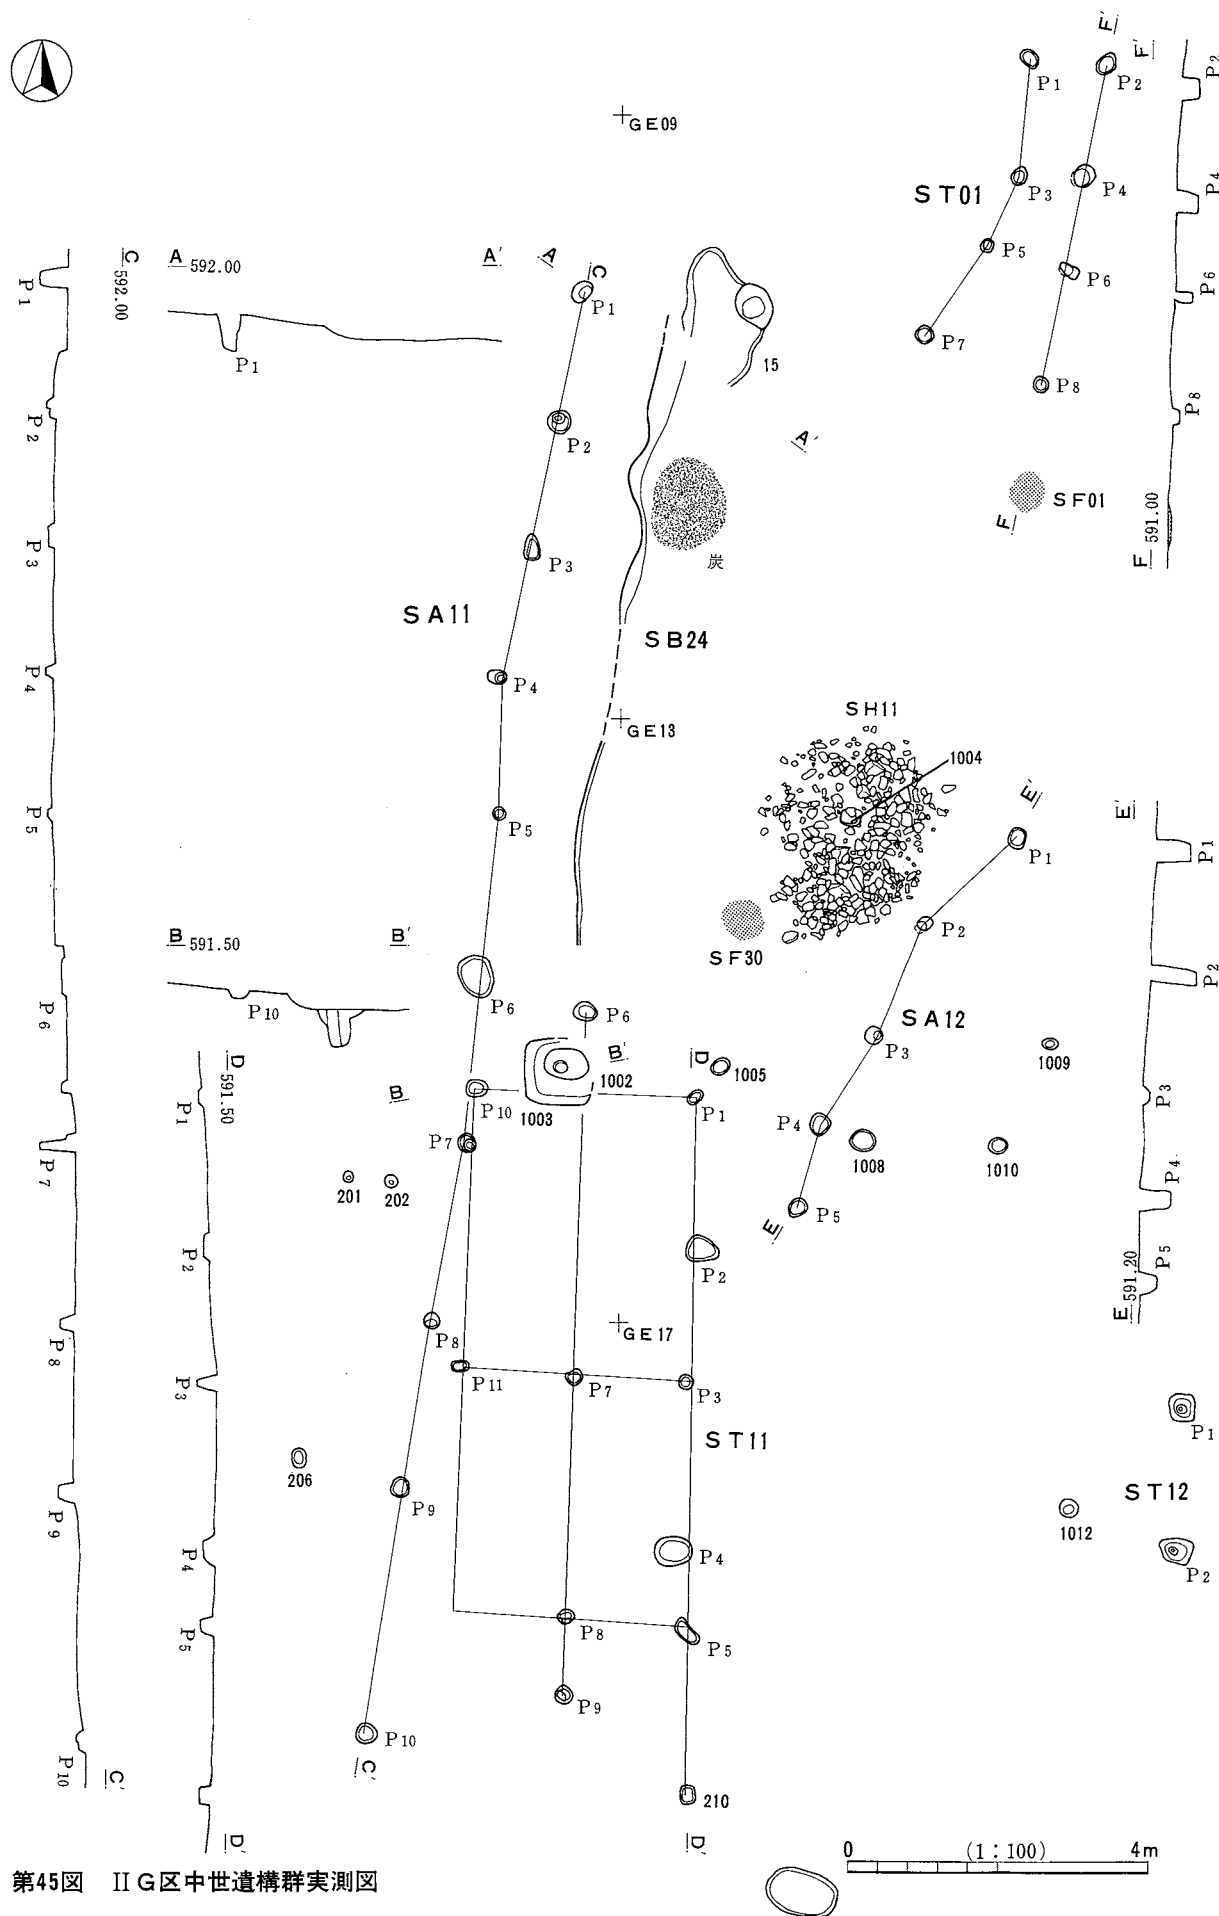 F'
F'
P2
P1
P2
GE09
ST01
P3
P4
P4
C
592.00
A 592.00
A'
A
C
P5
P6
P6
P1
P1
P1
P7
15
P8
P8
P2
P2
A'
SF01
F
F 591.00
P3
P3
炭
SA11
SB24
P4
P4
GE13
SH11
1004
E'
E'
P5
P5
P1
P1
P2
P2
B 591.50
B'
SF30
P10
P6
P6
P6
SA12
P3
1009
D
591.50
B
B'
1002
D
1005
P1
P10
1003
P1
P3
P7
P7
P4
1008
1010
P4
201
202
E
P5
P5
P2
P2
E 591.20
GE17
P8
P8
P11
P7
P3
P3
P1
ST11
206
ST12
P9
P9
1012
P4
P4
P2
P8
P5
P5
P9
P10
P10
C'
C'
210
D'
D'
0 (1:100) 4m
第45図 II G区中世遺構群実測図